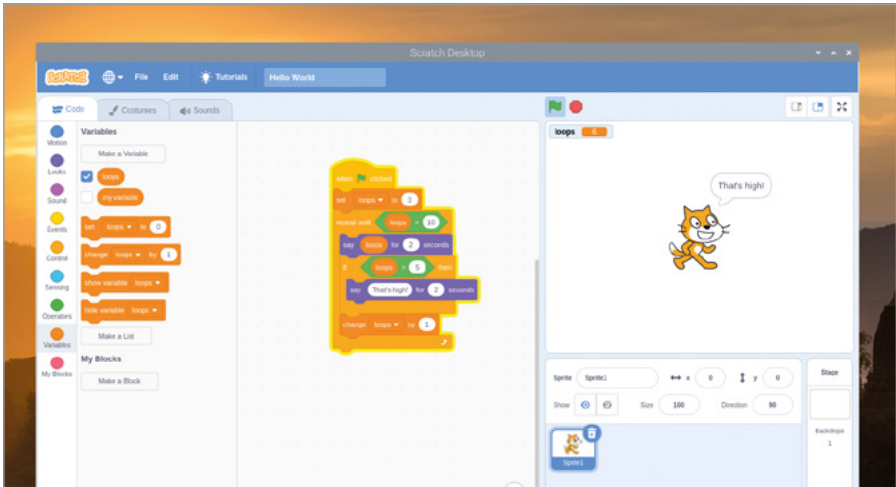 Scratch Desktop
SCRATCH File Edit Tutorials Hello World
Code Costumes Sounds
Motion
Looks
Sound
Events
Control
Sensing
Operators
Variables
My Blocks
Variables
Make a Variable
loops
my variable
set loops to 0
change loops by 1
show variable loops
hide variable loops
Make a List
My Blocks
Make a Block
when clicked
set loops to 0
repeat until loops = 10
say loops for 2 seconds
if loops > 5 then
say That's high! for 2 seconds
change loops by 1
loops 6
That's high!
Sprite Sprite1 x 0 y 0
Show Size 100 Direction 90
Sprite1
Stage
Backdrops
1